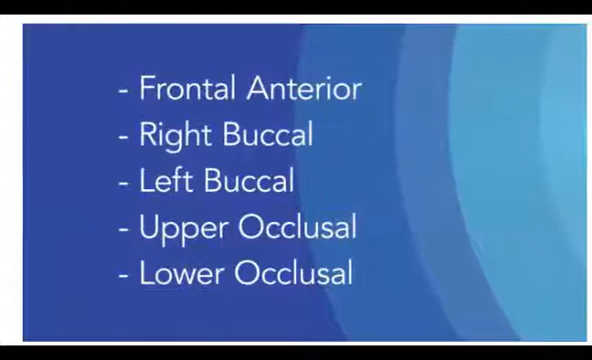 - Frontal Anterior
- Right Buccal
- Left Buccal
- Upper Occlusal
- Lower Occlusal